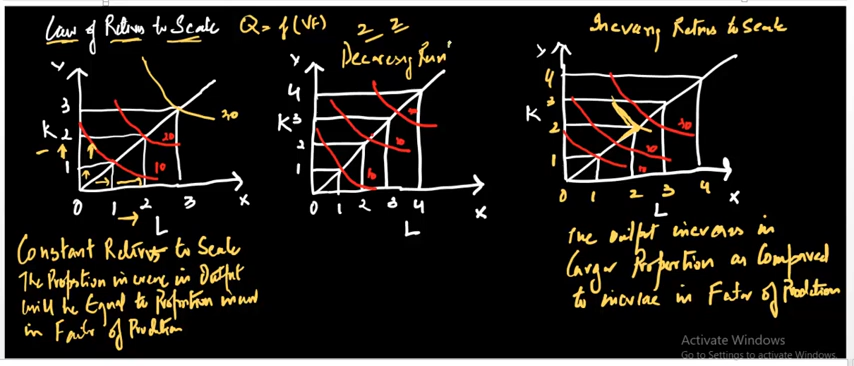 Law of Returns to Scale Q = f(VF)
2 2
Decreasing
Increasing Returns to Scale
Y
3
K 2
1
0 1 2 3 X
L
10
20
30
Y
4
K 3
2
1
0 1 2 3 4 X
L
10
Y
4
3
K
2
1
0 1 2 3 4 X
L
10
30
Constant Returns to Scale
The Proportion increase in Output
will be Equal to Proportion
in Factor of Production
The output increases in
Larger Proportion as Compared
to increase in Factor of Production
Activate Windows
Go to Settings to activate Windows.